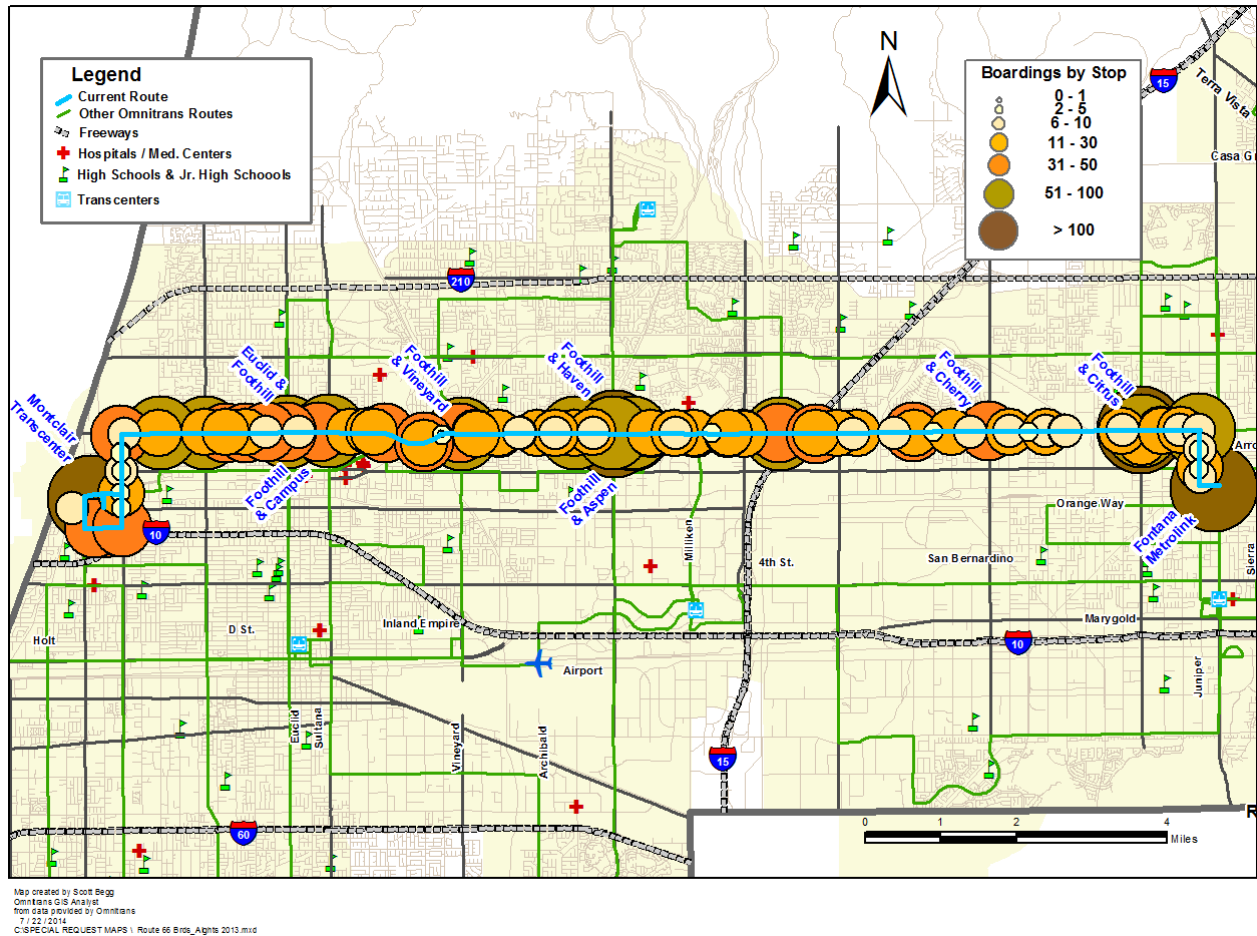 Legend
Current Route
Other Omnitrans Routes
Freeways
Hospitals / Med. Centers
High Schools & Jr. High Schoools
Transcenters
N
Boardings by Stop
0 - 1
2 - 5
6 - 10
11 - 30
31 - 50
51 - 100
> 100
15
Terra Vista
Casa G
210
Euclid &
Foothill
Foothill
& Vineyard
Foothill
& Haven
Foothill
& Cherry
Foothill
& Citrus
Montclair
Transcenter
Foothill
& Campus
Foothill
& Aspen
Arro
Orange Way
Fontana
Metrolink
10
Milliken
4th St.
San Bernardino
Sierra
Holt
D St.
Inland Empire
Marygold
10
Airport
Juniper
Euclid
Sultana
Vineyard
Archibald
15
60
R
0
1
2
4
Miles
Map created by Scott Begg
Omnitrans GIS Analyst
from data provided by Omnitrans
7 / 22 / 2014
C:\SPECIAL REQUEST MAPS \ Route 66 Brds_Alghts 2013.mxd